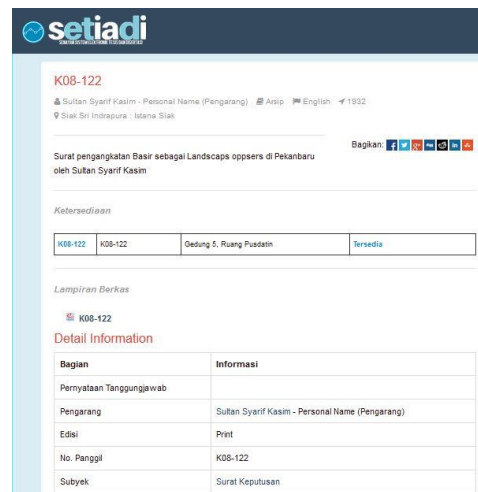 setiadi
K08-122
Sultan Syarif Kasim - Personal Name (Pengarang) Arsip English 1932
Siak Sri Indrapura : Istana Siak
Bagikan:
Surat pengangkatan Basir sebagai Landscaps oppsers di Pekanbaru
oleh Sultan Syarif Kasim
Ketersediaan
K08-122 K08-122 Gedung 5, Ruang Pusdatin Tersedia
Lampiran Berkas
K08-122
Detail Information
Bagian Informasi
Pernyataan Tanggungjawab
Pengarang Sultan Syarif Kasim - Personal Name (Pengarang)
Edisi Print
No. Panggil K08-122
Subyek Surat Keputusan